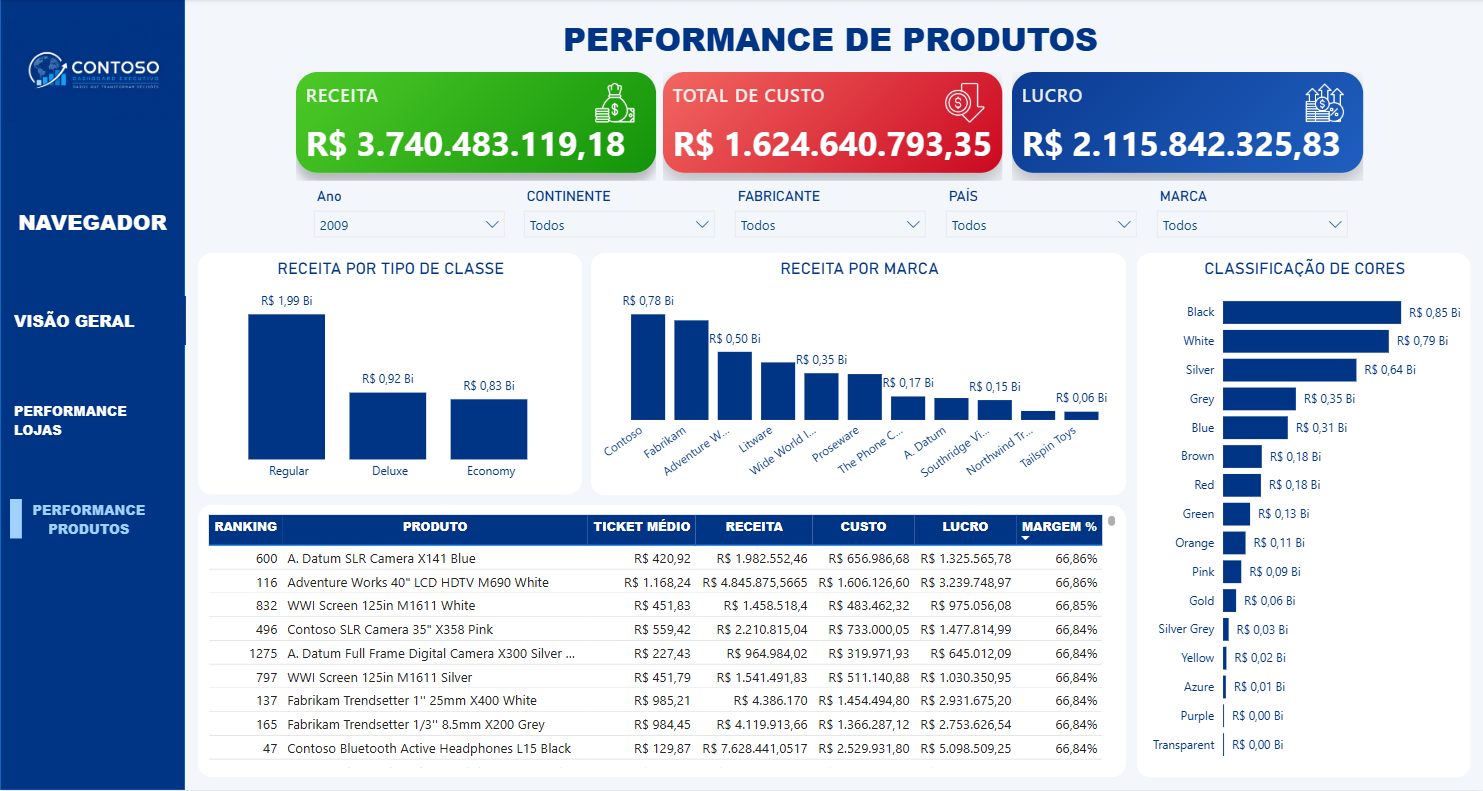 CONTOSO
DASHBOARD EXECUTIVO
DADOS QUE TRANSFORMAM DECISÕES
NAVEGADOR
VISÃO GERAL
PERFORMANCE
LOJAS
PERFORMANCE
PRODUTOS
PERFORMANCE DE PRODUTOS
RECEITA
R$ 3.740.483.119,18
TOTAL DE CUSTO
R$ 1.624.640.793,35
LUCRO
R$ 2.115.842.325,83
Ano
2009
CONTINENTE
Todos
FABRICANTE
Todos
PAÍS
Todos
MARCA
Todos
RECEITA POR TIPO DE CLASSE
R$ 1,99 Bi
R$ 0,92 Bi
R$ 0,83 Bi
Regular
Deluxe
Economy
RECEITA POR MARCA
R$ 0,78 Bi
R$ 0,50 Bi
R$ 0,35 Bi
R$ 0,17 Bi
R$ 0,15 Bi
R$ 0,06 Bi
Contoso
Fabrikam
Adventure W...
Litware
Wide World I...
Proseware
The Phone C...
A. Datum
Southridge Vi...
Northwind Tr...
Tailspin Toys
CLASSIFICAÇÃO DE CORES
Black R$ 0,85 Bi
White R$ 0,79 Bi
Silver R$ 0,64 Bi
Grey R$ 0,35 Bi
Blue R$ 0,31 Bi
Brown R$ 0,18 Bi
Red R$ 0,18 Bi
Green R$ 0,13 Bi
Orange R$ 0,11 Bi
Pink R$ 0,09 Bi
Gold R$ 0,06 Bi
Silver Grey R$ 0,03 Bi
Yellow R$ 0,02 Bi
Azure R$ 0,01 Bi
Purple R$ 0,00 Bi
Transparent R$ 0,00 Bi
RANKING PRODUTO TICKET MÉDIO RECEITA CUSTO LUCRO MARGEM %
600 A. Datum SLR Camera X141 Blue R$ 420,92 R$ 1.982.552,46 R$ 656.986,68 R$ 1.325.565,78 66,86%
116 Adventure Works 40" LCD HDTV M690 White R$ 1.168,24 R$ 4.845.875,5665 R$ 1.606.126,60 R$ 3.239.748,97 66,86%
832 WWI Screen 125in M1611 White R$ 451,83 R$ 1.458.518,4 R$ 483.462,32 R$ 975.056,08 66,85%
496 Contoso SLR Camera 35" X358 Pink R$ 559,42 R$ 2.210.815,04 R$ 733.000,05 R$ 1.477.814,99 66,84%
1275 A. Datum Full Frame Digital Camera X300 Silver ... R$ 227,43 R$ 964.984,02 R$ 319.971,93 R$ 645.012,09 66,84%
797 WWI Screen 125in M1611 Silver R$ 451,79 R$ 1.541.491,83 R$ 511.140,88 R$ 1.030.350,95 66,84%
137 Fabrikam Trendsetter 1'' 25mm X400 White R$ 985,21 R$ 4.386.170 R$ 1.454.494,80 R$ 2.931.675,20 66,84%
165 Fabrikam Trendsetter 1/3'' 8.5mm X200 Grey R$ 984,45 R$ 4.119.913,66 R$ 1.366.287,12 R$ 2.753.626,54 66,84%
47 Contoso Bluetooth Active Headphones L15 Black R$ 129,87 R$ 7.628.441,0517 R$ 2.529.931,80 R$ 5.098.509,25 66,84%